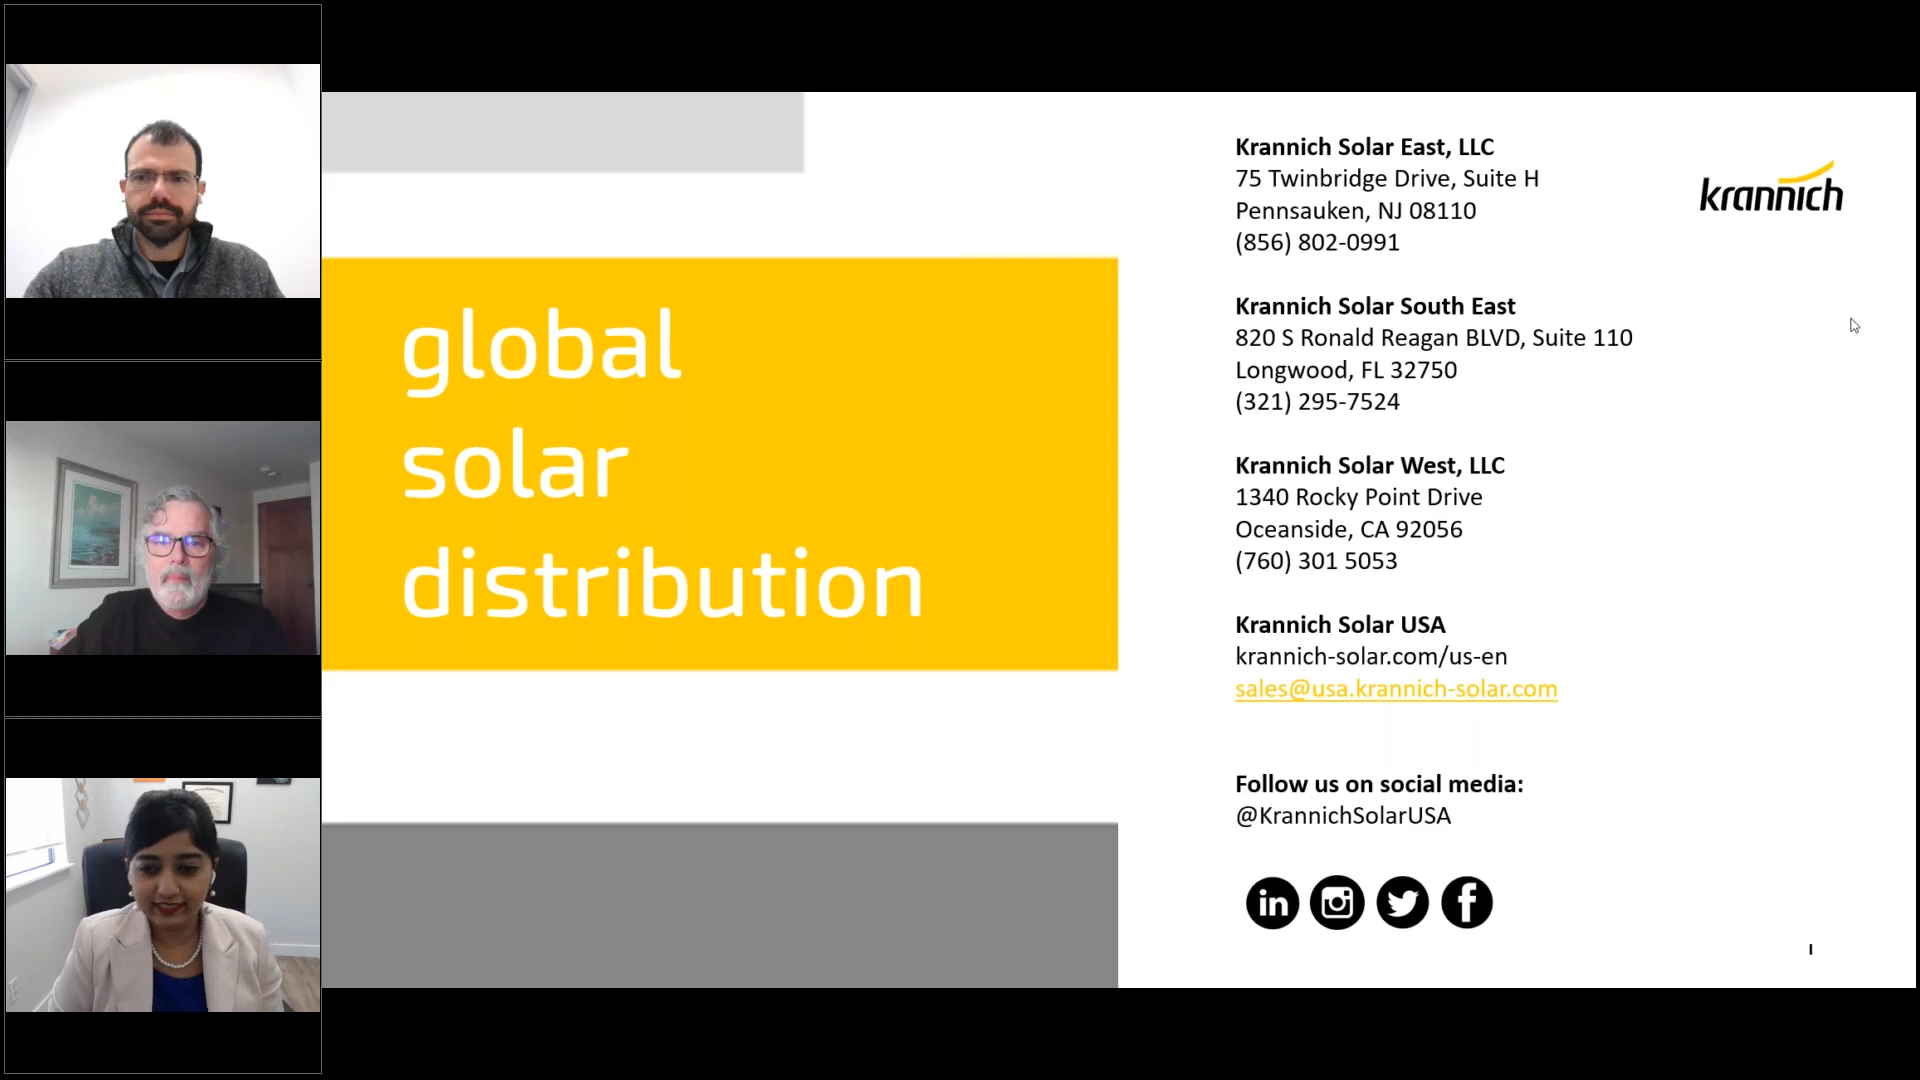 global
solar
distribution
Krannich Solar East, LLC
75 Twinbridge Drive, Suite H
Pennsauken, NJ 08110
(856) 802-0991
Krannich Solar South East
820 S Ronald Reagan BLVD, Suite 110
Longwood, FL 32750
(321) 295-7524
Krannich Solar West, LLC
1340 Rocky Point Drive
Oceanside, CA 92056
(760) 301 5053
Krannich Solar USA
krannich-solar.com/us-en
sales@usa.krannich-solar.com
Follow us on social media:
@KrannichSolarUSA
in
f
krannich
I